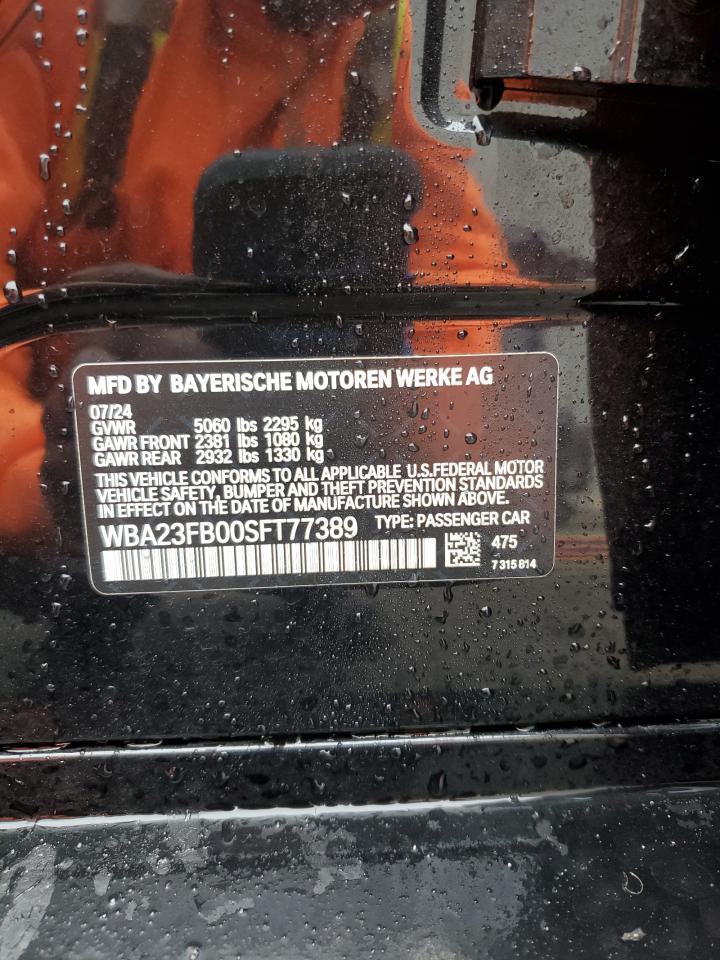 MFD BY BAYERISCHE MOTOREN WERKE AG
07/24
GVWR 5060 lbs 2295 kg
GAWR FRONT 2381 lbs 1080 kg
GAWR REAR 2932 lbs 1330 kg
THIS VEHICLE CONFORMS TO ALL APPLICABLE U.S.FEDERAL MOTOR
VEHICLE SAFETY, BUMPER AND THEFT PREVENTION STANDARDS
IN EFFECT ON THE DATE OF MANUFACTURE SHOWN ABOVE.
WBA23FB00SFT77389 TYPE: PASSENGER CAR
475
7 315 814